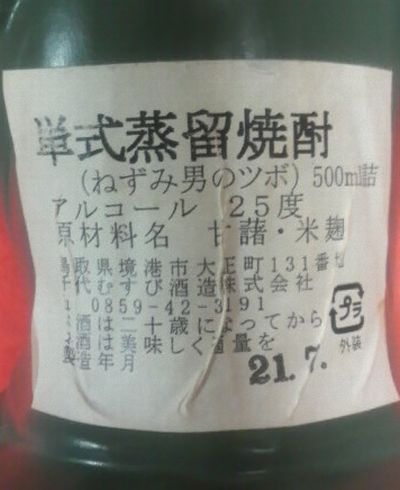 単式蒸留焼酎
(ねずみ男のツボ) 500ml詰
アルコール 25度
原材料名 甘藷・米麹
取県境港市大正町131番地
代むすび酒造株式会社
0859-42-3191
酒は二十歳になってから
酒は美味しく適量を
製造年月
21.7.
プラ
外装